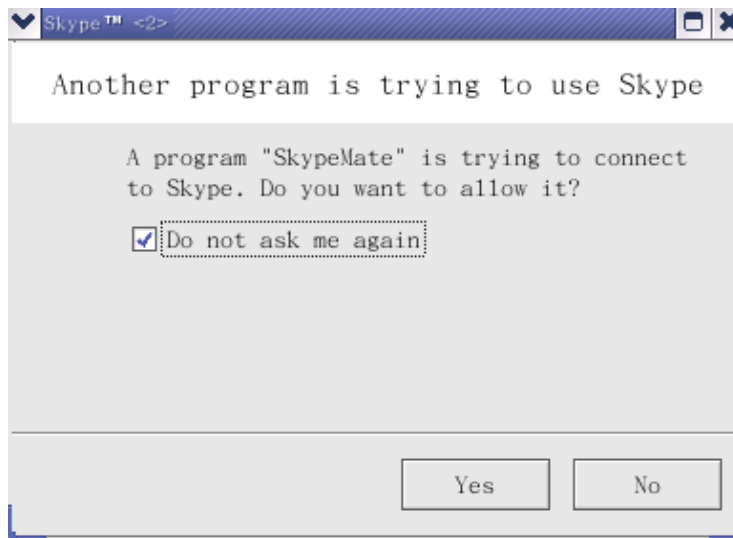 Skype™ <2>
Another program is trying to use Skype
A program "SkypeMate" is trying to connect
to Skype. Do you want to allow it?
Do not ask me again
Yes
No